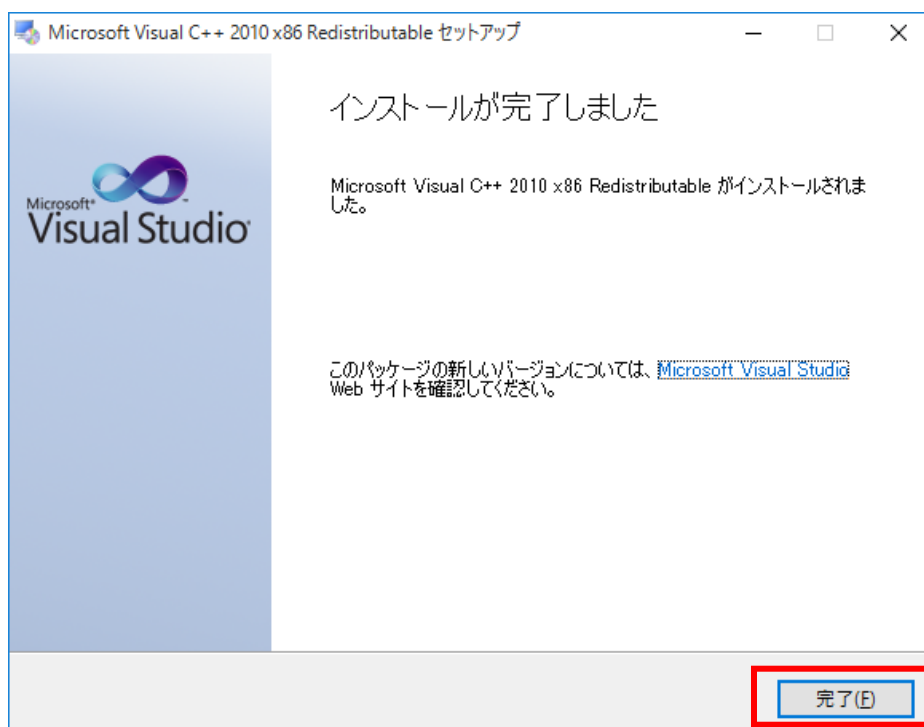 Microsoft Visual C++ 2010 x86 Redistributable セットアップ
インストールが完了しました
Microsoft Visual C++ 2010 x86 Redistributable がインストールされま
した。
Microsoft
Visual Studio
このパッケージの新しいバージョンについては、Microsoft Visual Studio
Web サイトを確認してください。
完了(F)